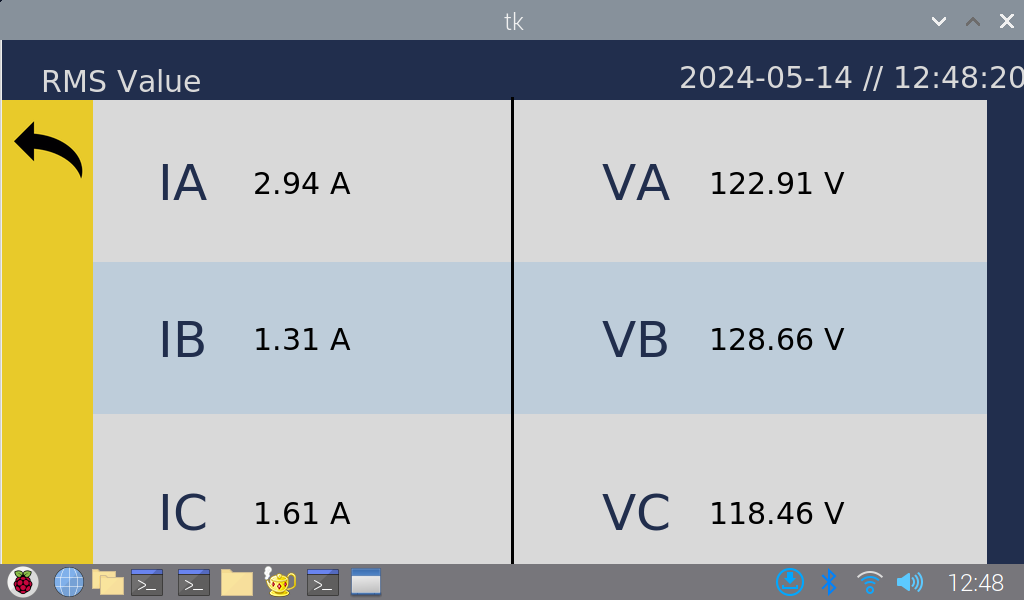 tk
RMS Value
2024-05-14 // 12:48:20
IA 2.94 A
VA 122.91 V
IB 1.31 A
VB 128.66 V
IC 1.61 A
VC 118.46 V
12:48